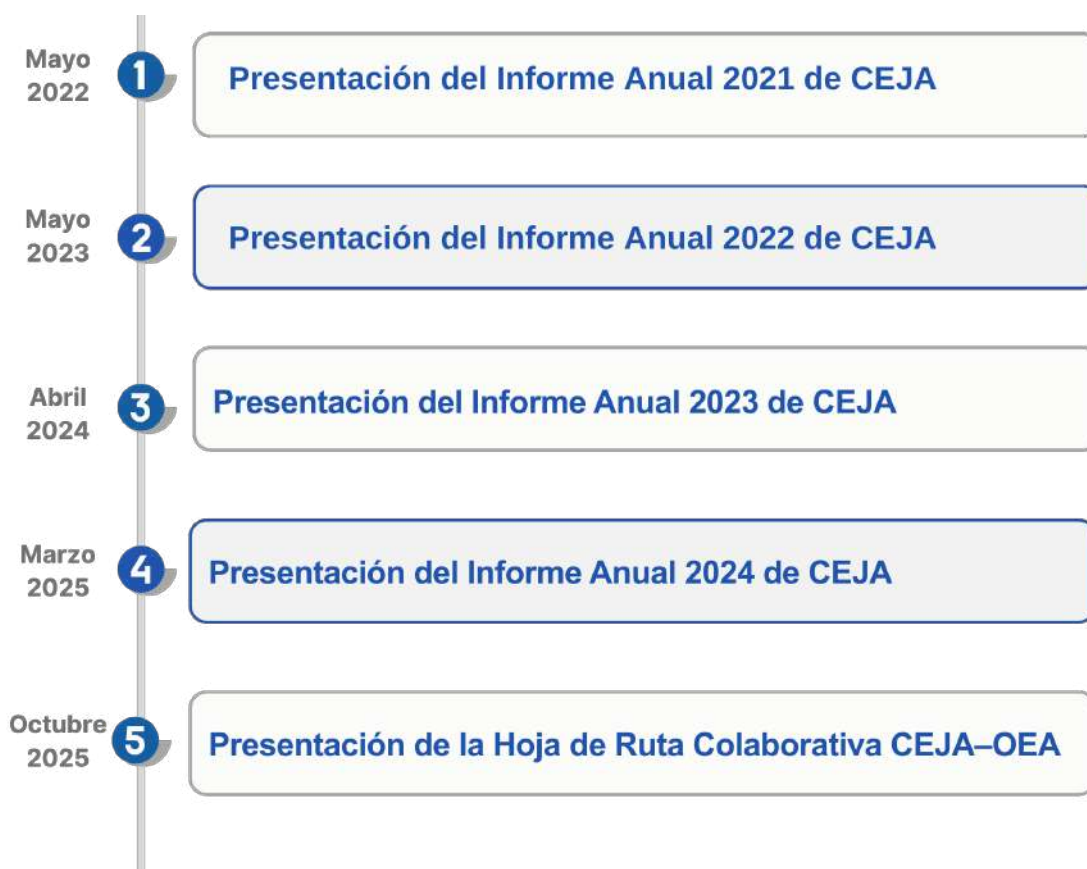 Mayo
2022
1
Presentación del Informe Anual 2021 de CEJA
Mayo
2023
2
Presentación del Informe Anual 2022 de CEJA
Abril
2024
3
Presentación del Informe Anual 2023 de CEJA
Marzo
2025
4
Presentación del Informe Anual 2024 de CEJA
Octubre
2025
5
Presentación de la Hoja de Ruta Colaborativa CEJA–OEA